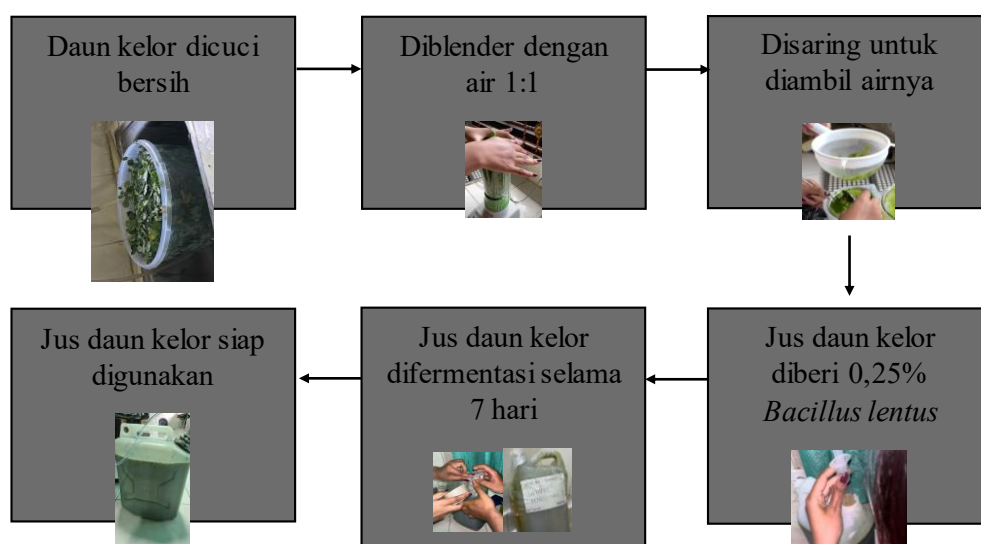 Daun kelor dicuci
bersih
Diblender dengan
air 1:1
Disaring untuk
diambil airnya
Jus daun kelor
diberi 0,25%
Bacillus lentus
Jus daun kelor
difermentasi selama
7 hari
Jus daun kelor siap
digunakan